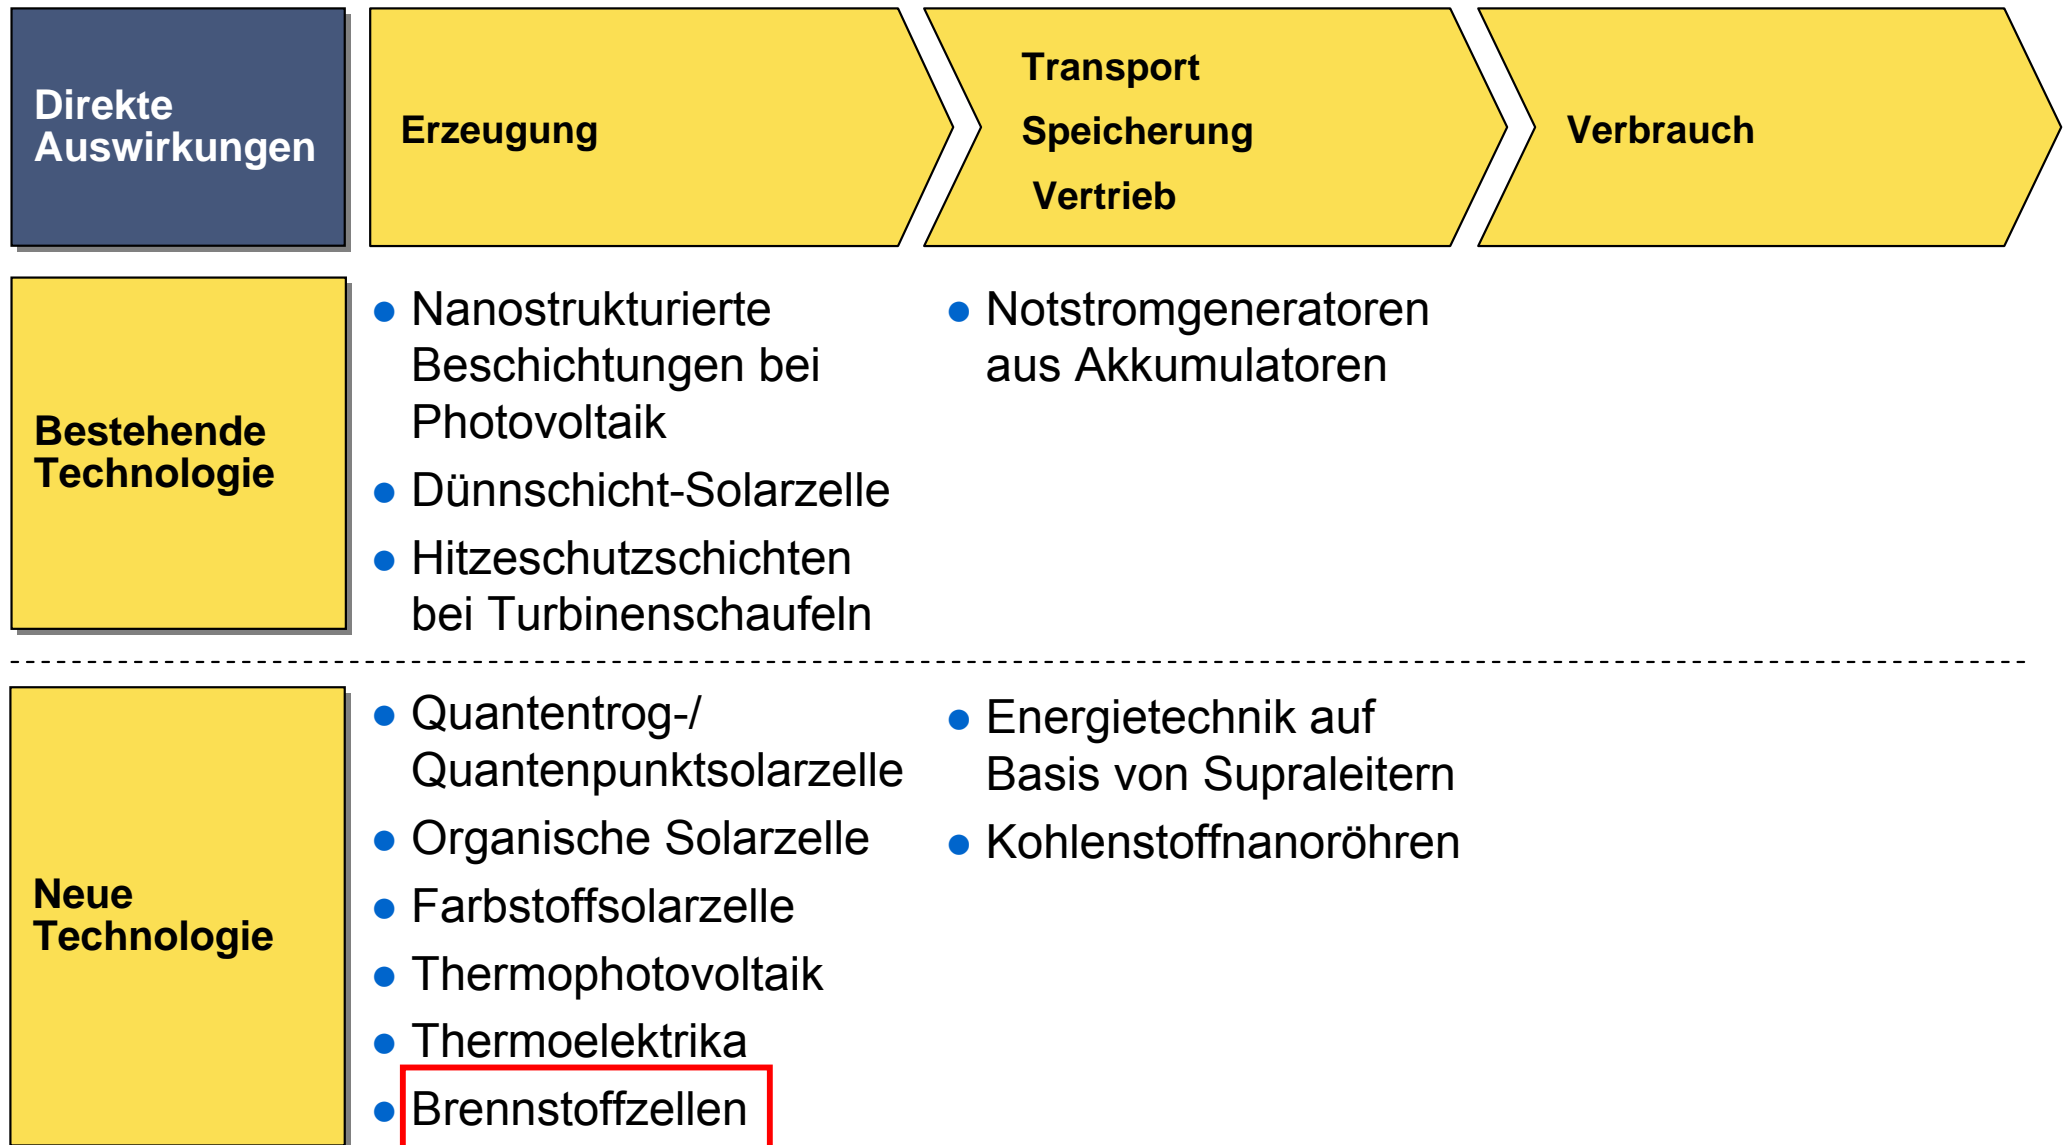 Direkte
Auswirkungen
Erzeugung
Transport
Speicherung
Vertrieb
Verbrauch
Bestehende
Technologie
• Nanostrukturierte
Beschichtungen bei
Photovoltaik
• Dünnschicht-Solarzelle
• Hitzeschutzschichten
bei Turbinenschaufeln
• Notstromgeneratoren
aus Akkumulatoren
Neue
Technologie
• Quantentrog-/
Quantenpunktsolarzelle
• Organische Solarzelle
• Farbstoffsolarzelle
• Thermophotovoltaik
• Thermoelektrika
• Brennstoffzellen
• Energietechnik auf
Basis von Supraleitern
• Kohlenstoffnanoröhren